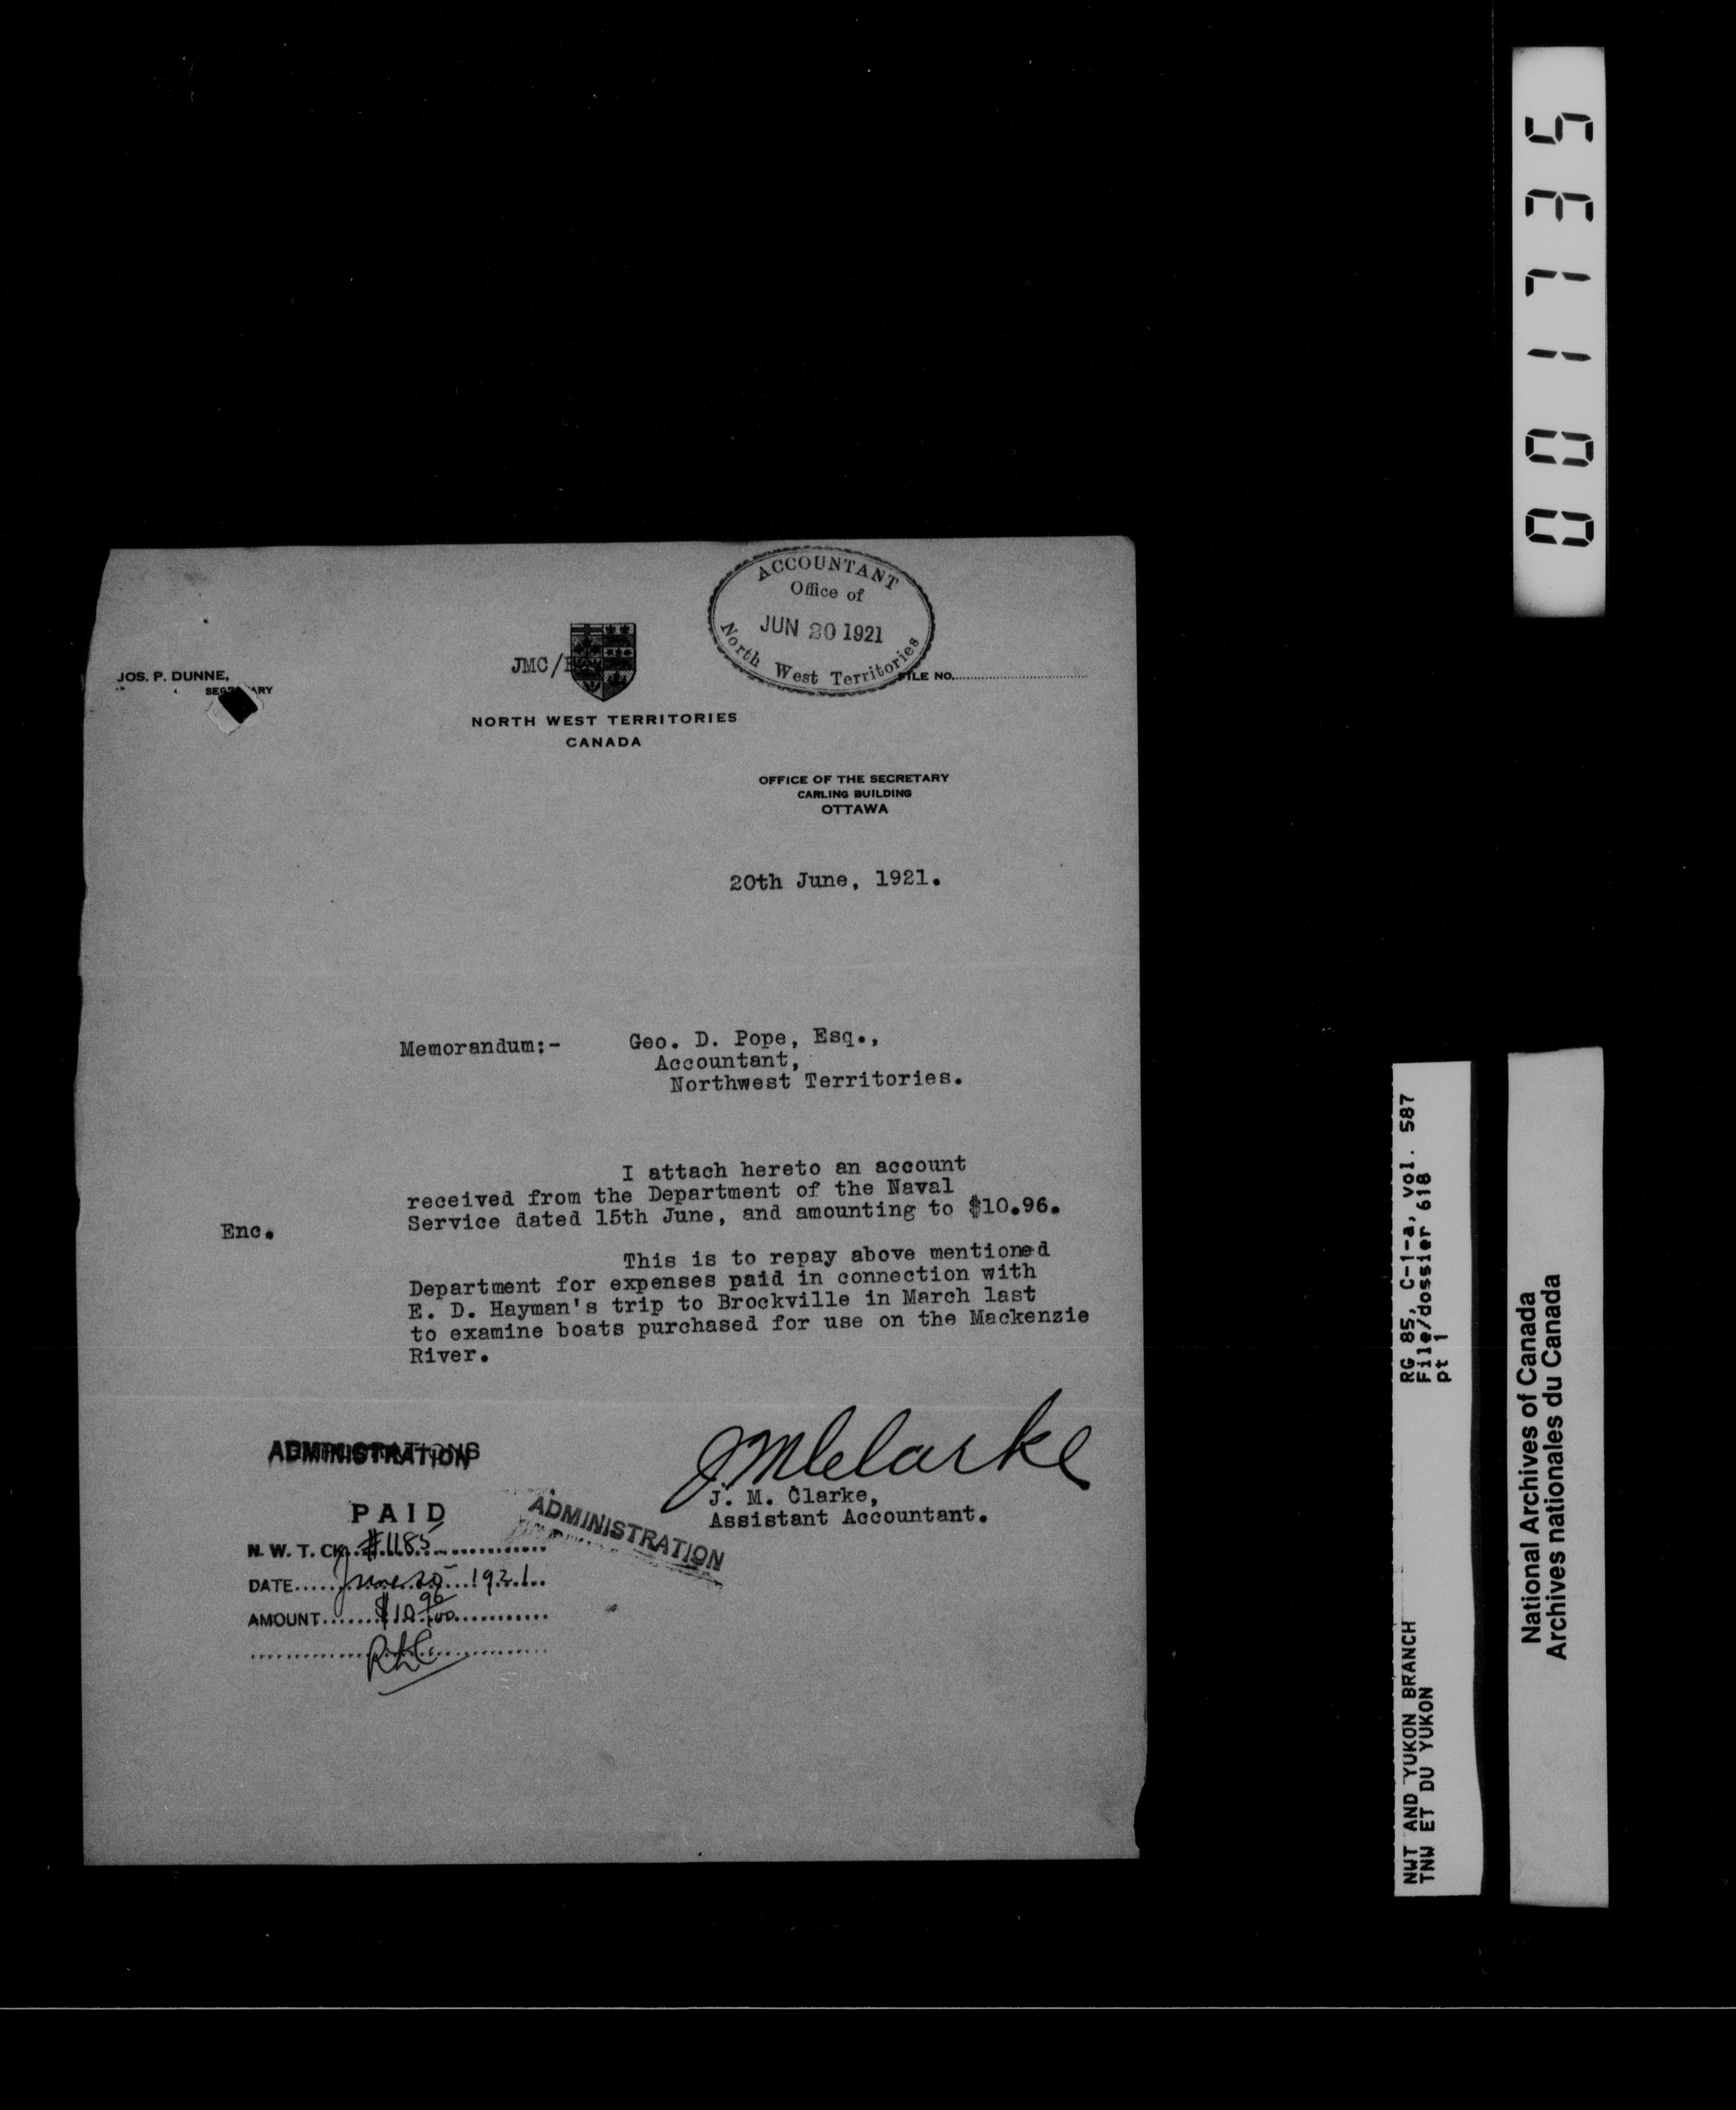 ACCOUNTANT
Office of
JUN 20 1921
North West Territories
JOS. P. DUNNE,
SECRETARY
JMC/
FILE NO.
NORTH WEST TERRITORIES
CANADA
OFFICE OF THE SECRETARY
CARLING BUILDING
OTTAWA
20th June, 1921.
Memorandum:- Geo. D. Pope, Esq.,
Accountant,
Northwest Territories.
I attach hereto an account
received from the Department of the Naval
Service dated 15th June, and amounting to $10.96.
Enc.
This is to repay above mentioned
Department for expenses paid in connection with
E. D. Hayman's trip to Brockville in March last
to examine boats purchased for use on the Mackenzie
River.
JMClarke
J. M. Clarke,
Assistant Accountant.
ADMINISTRATION
PAID
ADMINISTRATION
N. W. T. CK. #1185
DATE June 25 1921
AMOUNT $10 96/100
001735
RG 85, C-1-a, vol. 587
File/dossier 618
pt 1
NWT AND YUKON BRANCH
TNW ET DU YUKON
National Archives of Canada
Archives nationales du Canada